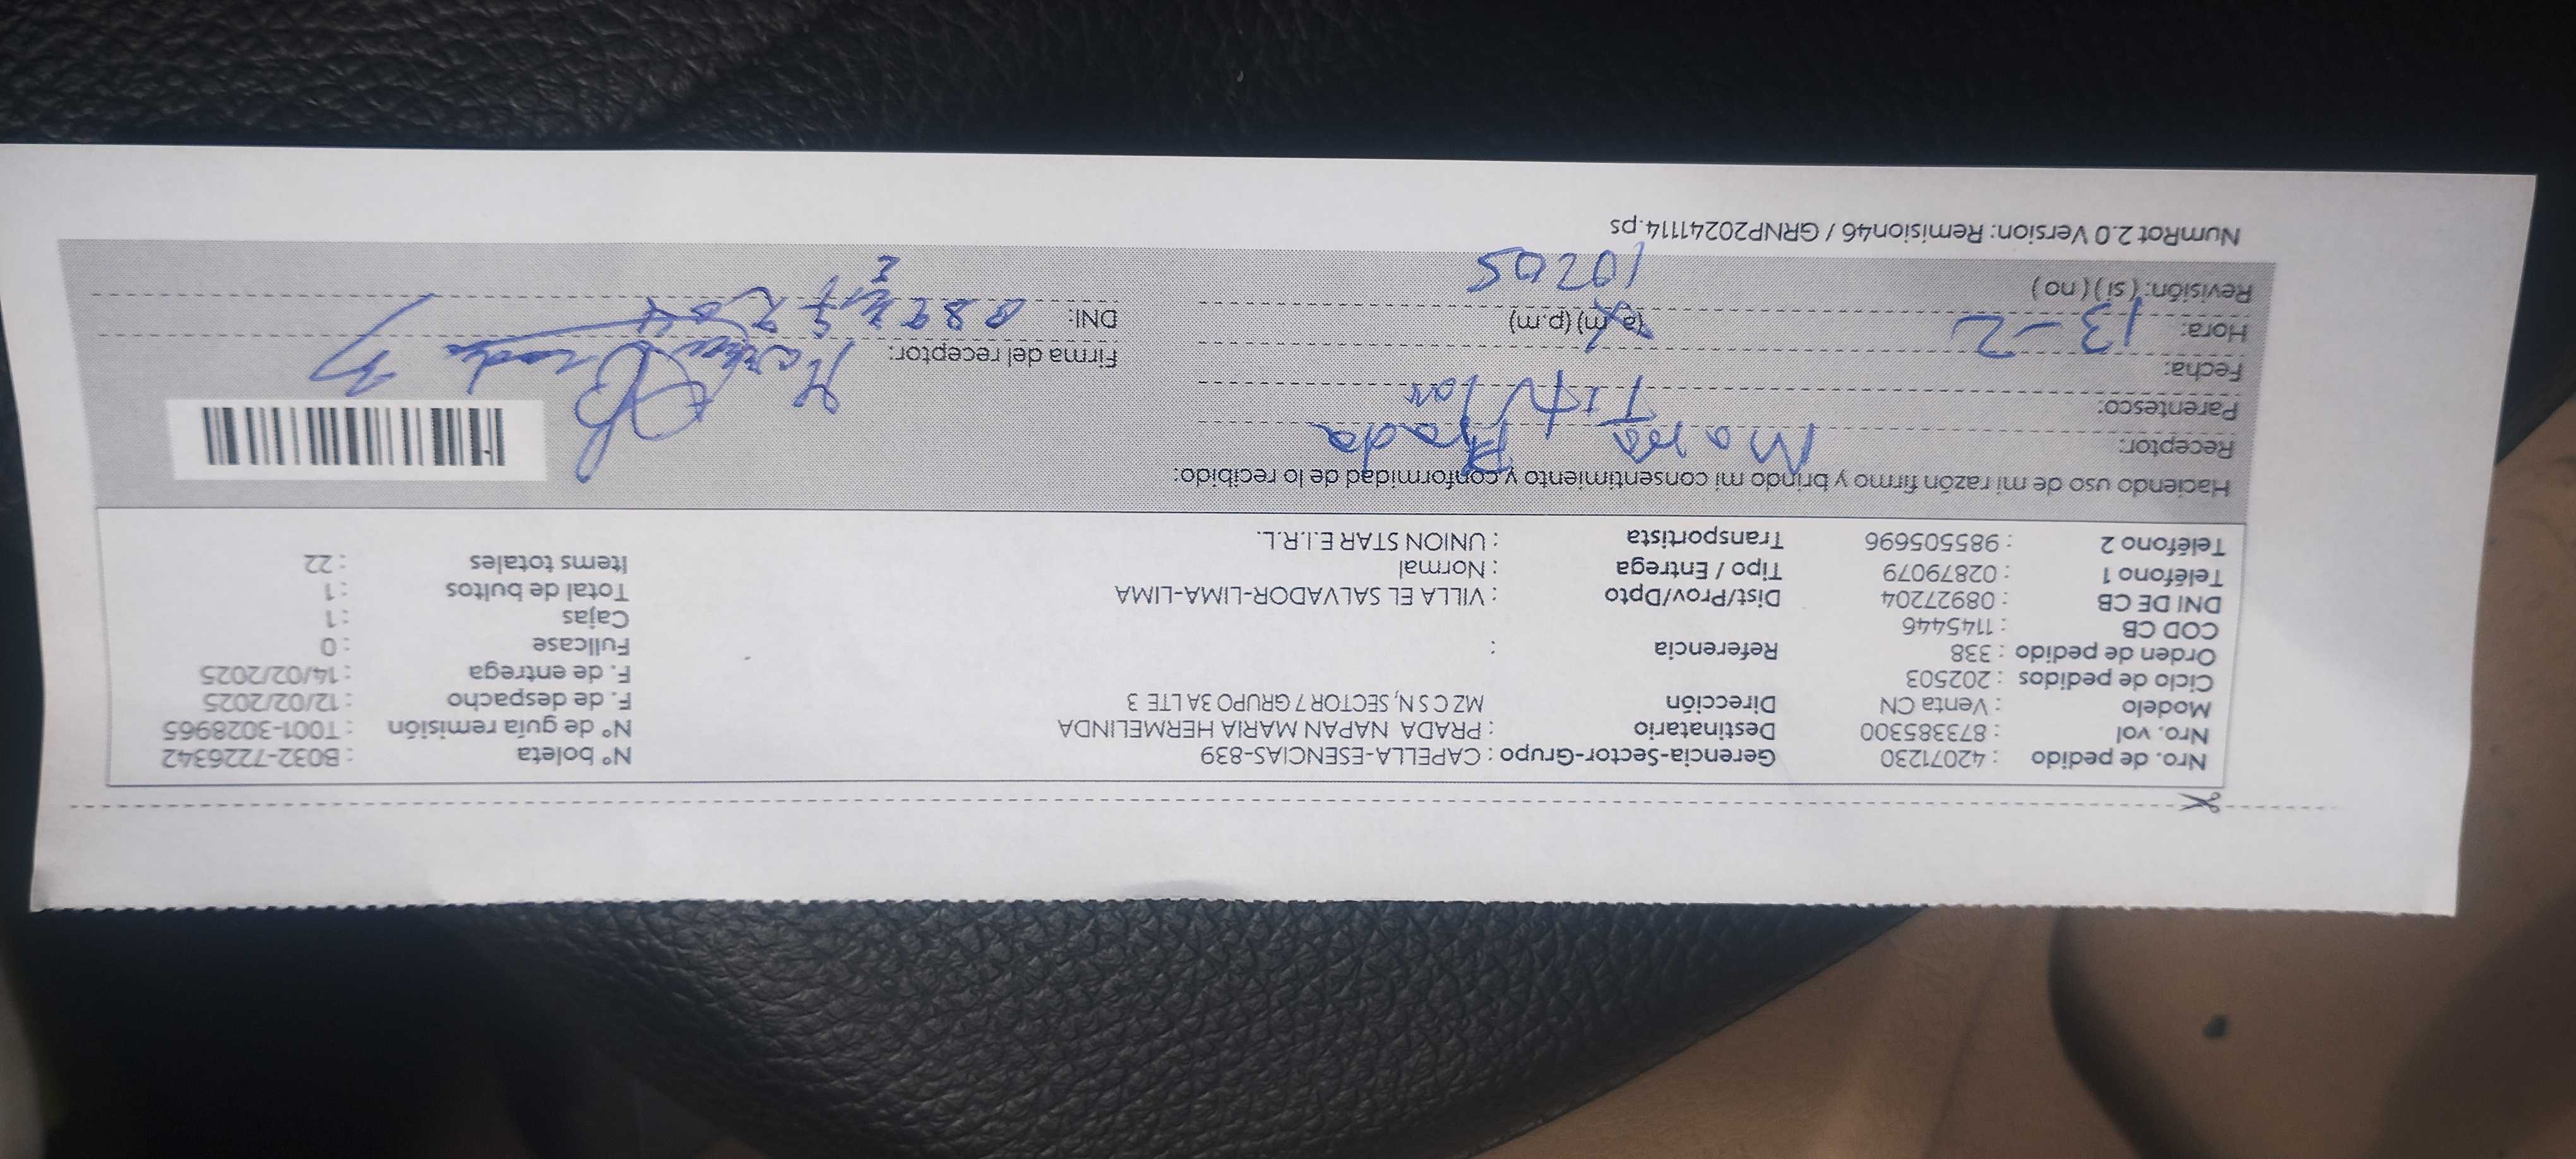 Nro. de pedido : 42071230 Gerencia-Sector-Grupo : CAPELLA-ESENCIAS-839 N° boleta : B032-7226342
Nro. vol : 873385300 Destinatario : PRADA NAPAN MARIA HERMELINDA N° de guía remisión : T001-3028965
Modelo : Venta CN Dirección MZ C S N, SECTOR 7 GRUPO 3A LTE 3 F. de despacho : 12/02/2025
Ciclo de pedidos : 202503 F. de entrega : 14/02/2025
Orden de pedido : 338 Referencia : Fullcase : 0
COD CB : 1145446 Cajas : 1
DNI DE CB : 08927204 Dist/Prov/Dpto : VILLA EL SALVADOR-LIMA-LIMA Total de bultos : 1
Teléfono 1 : 02879079 Tipo / Entrega : Normal Items totales : 22
Teléfono 2 : 985505696 Transportista : UNION STAR E.I.R.L.
Haciendo uso de mi razón firmo y brindo mi consentimiento y conformidad de lo recibido:
Receptor: Prada
Parentesco: Titular
Fecha: Firma del receptor:
Hora: 13-2 (a.m) (p.m) DNI:
Revisión: ( si ) ( no ) 10205
NumRot 2.0 Version: Remision46 / GRNP20241114.ps